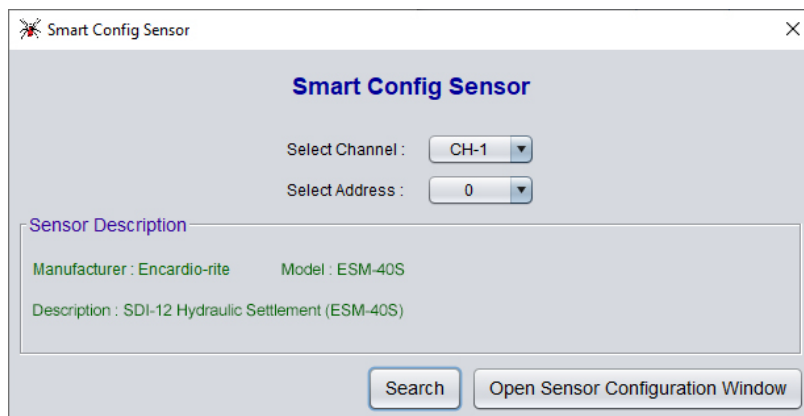 Smart Config Sensor
Smart Config Sensor
Select Channel : CH-1
Select Address : 0
Sensor Description
Manufacturer : Encardio-rite Model : ESM-40S
Description : SDI-12 Hydraulic Settlement (ESM-40S)
Search Open Sensor Configuration Window